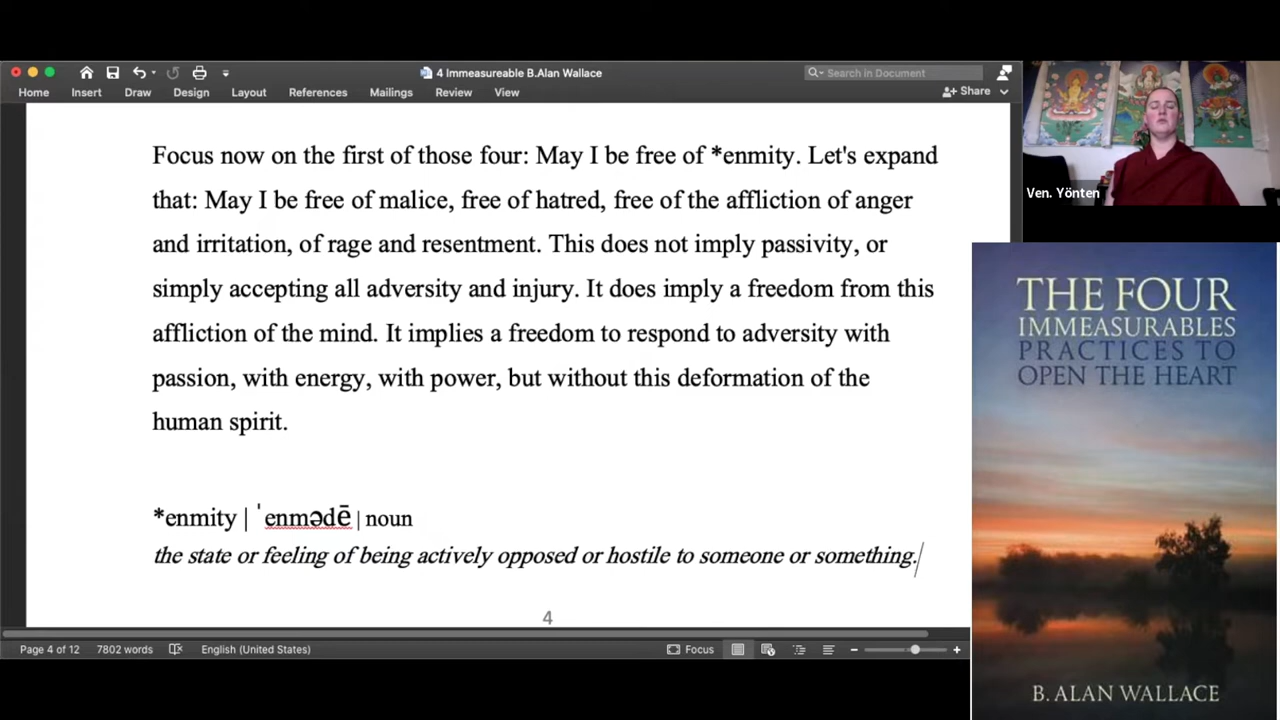 4 Immeasureable B.Alan Wallace
Search in Document
Home Insert Draw Design Layout References Mailings Review View
Share
Focus now on the first of those four: May I be free of *enmity. Let's expand
that: May I be free of malice, free of hatred, free of the affliction of anger
and irritation, of rage and resentment. This does not imply passivity, or
simply accepting all adversity and injury. It does imply a freedom from this
affliction of the mind. It implies a freedom to respond to adversity with
passion, with energy, with power, but without this deformation of the
human spirit.
*enmity | ˈenmədē | noun
the state or feeling of being actively opposed or hostile to someone or something.
4
Page 4 of 12 7802 words English (United States) Focus
Ven. Yönten
THE FOUR
IMMEASURABLES
PRACTICES TO
OPEN THE HEART
B. ALAN WALLACE